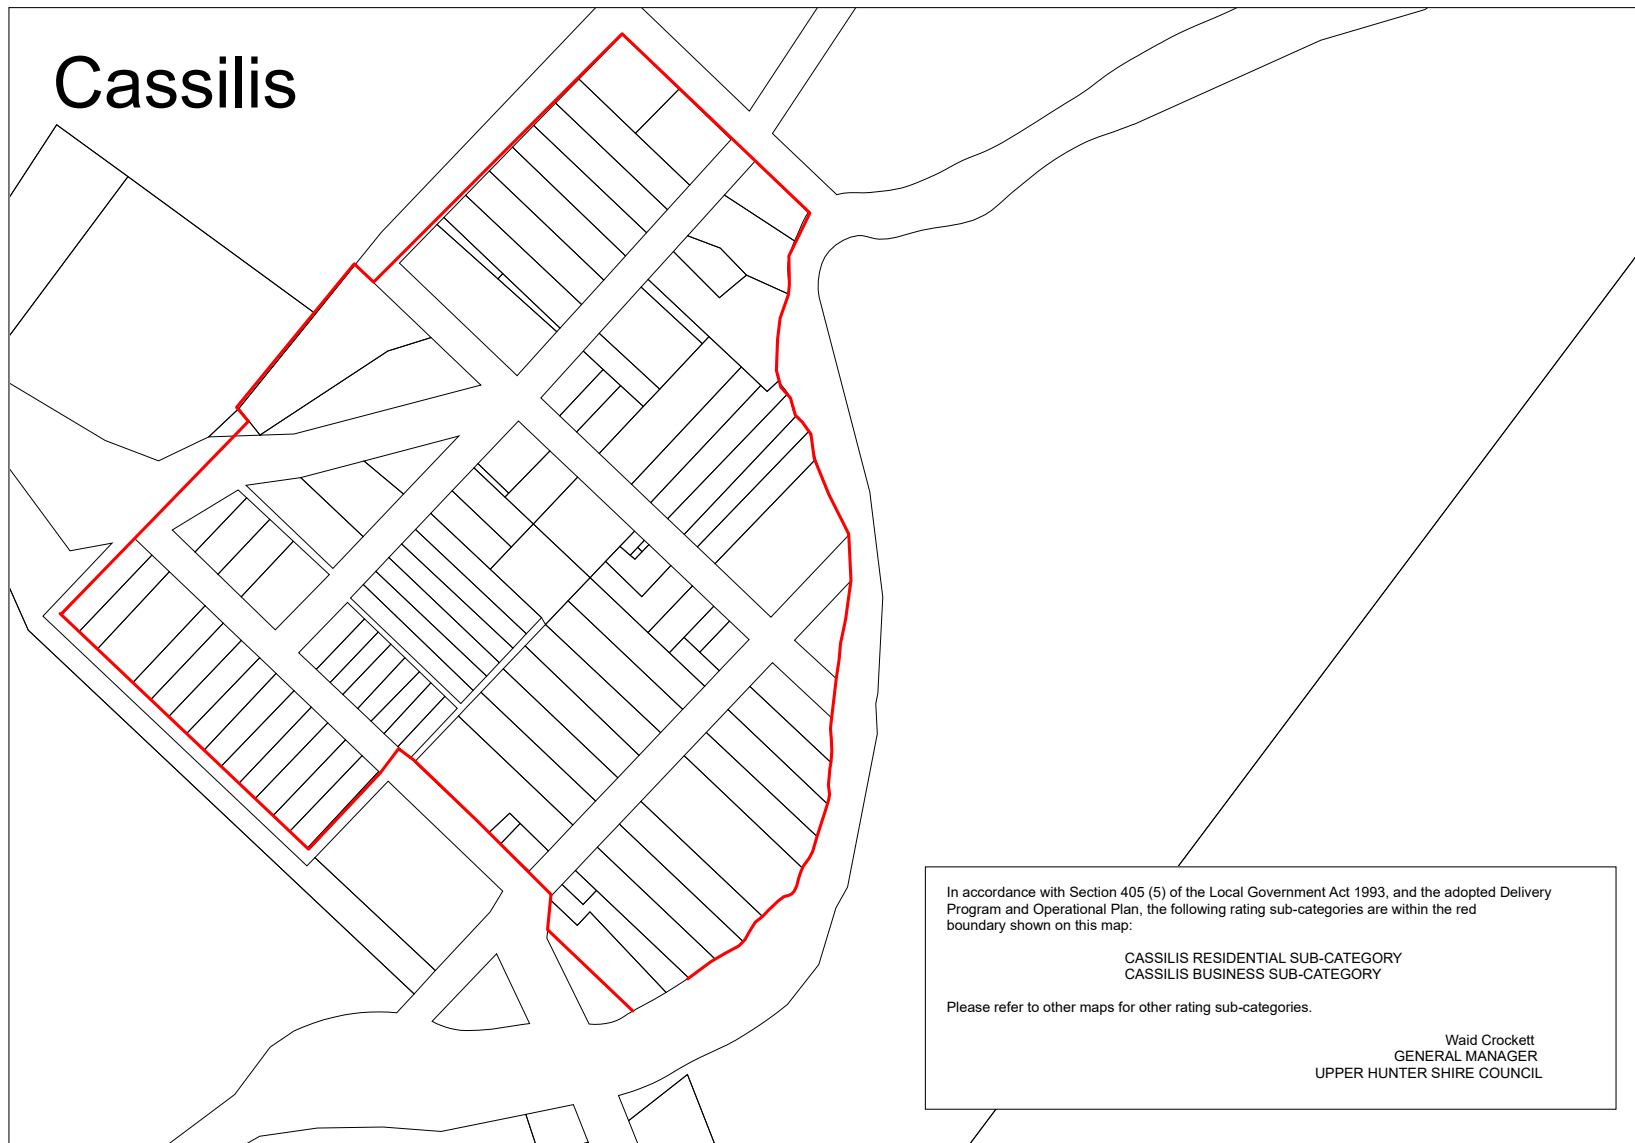 Cassilis
In accordance with Section 405 (5) of the Local Government Act 1993, and the adopted Delivery
Program and Operational Plan, the following rating sub-categories are within the red
boundary shown on this map:
CASSILIS RESIDENTIAL SUB-CATEGORY
CASSILIS BUSINESS SUB-CATEGORY
Please refer to other maps for other rating sub-categories.
Waid Crockett
GENERAL MANAGER
UPPER HUNTER SHIRE COUNCIL